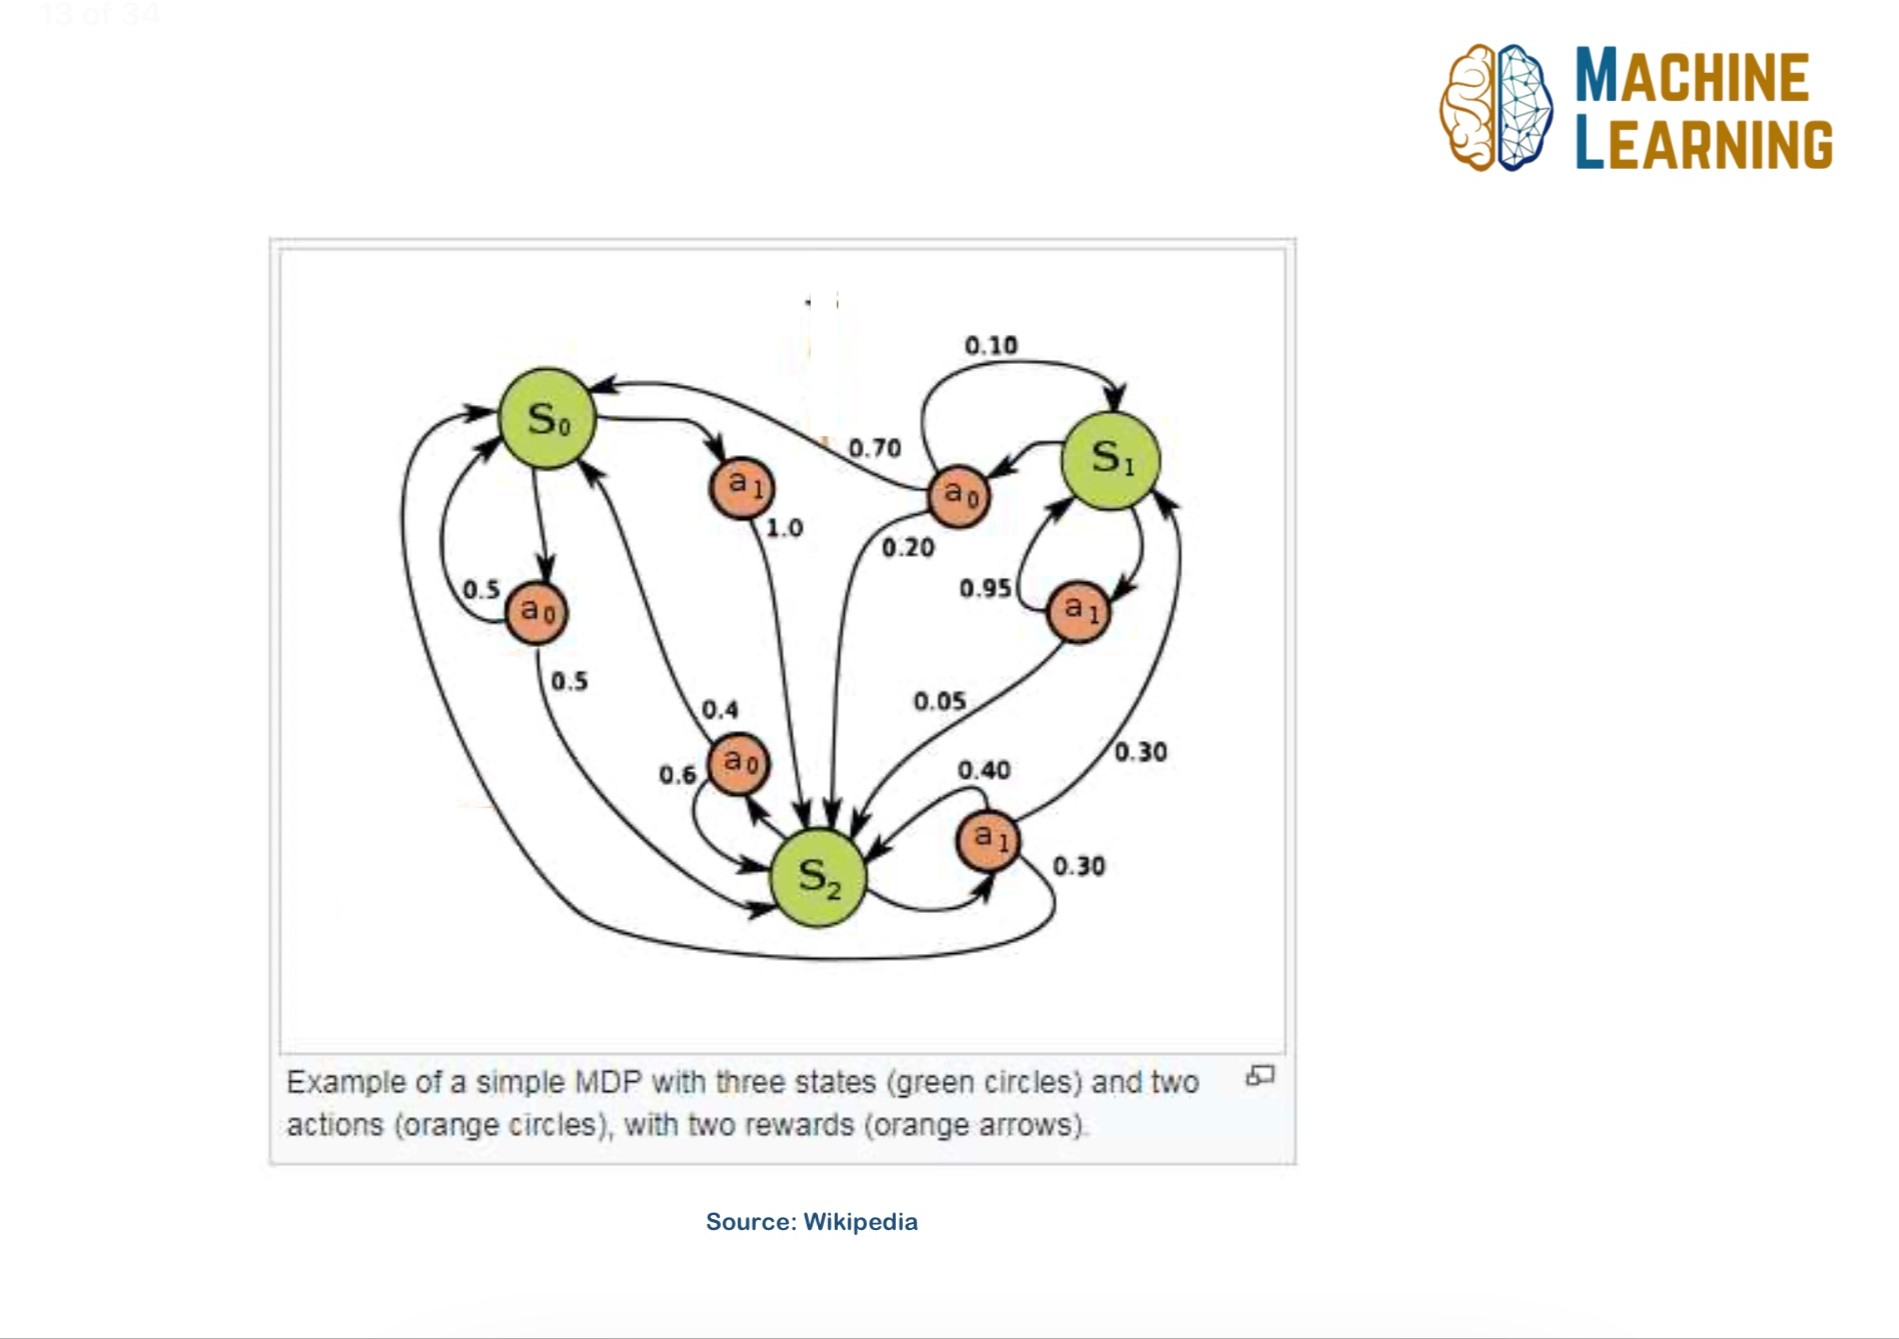 13 of 34
MACHINE
LEARNING
0.10
S0
0.70
S1
a1
a0
1.0
0.20
0.5
0.95
a0
a1
0.5
0.05
0.4
0.30
a0
0.6
0.40
a1
S2
0.30
Example of a simple MDP with three states (green circles) and two
actions (orange circles), with two rewards (orange arrows).
Source: Wikipedia